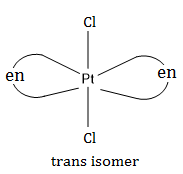 Cl
en Pt en
Cl
trans isomer